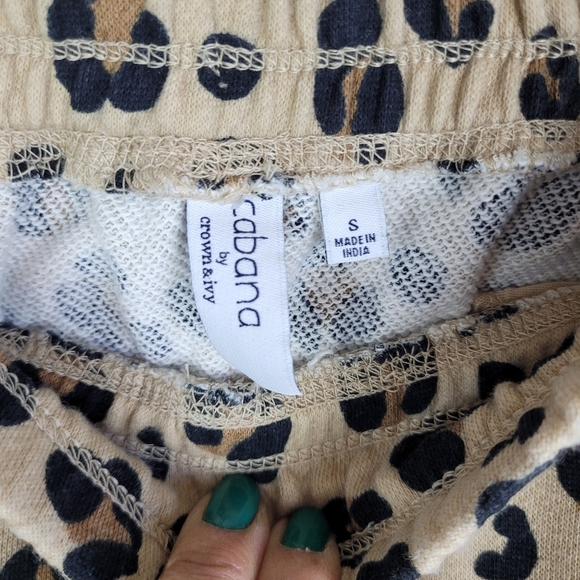 cabana
by
crown & ivy
S
MADE IN
INDIA